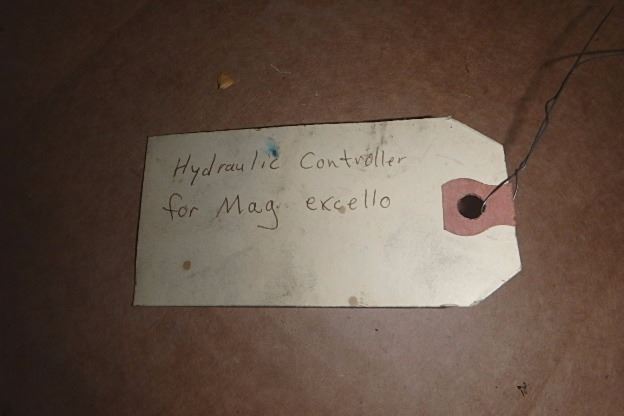 Hydraulic Controller
for Mag. excello